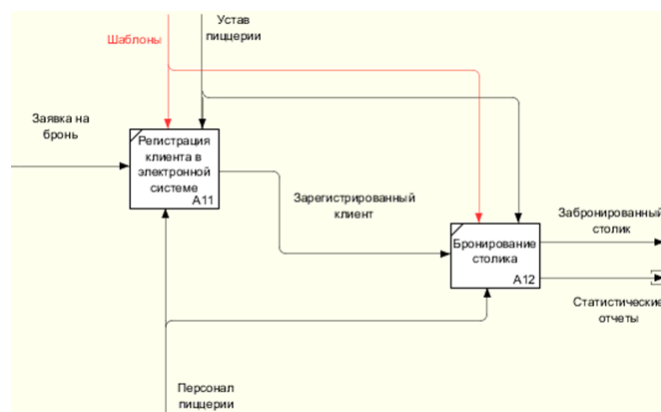 Устав
пиццерии
Шаблоны
Заявка на
бронь
Регистрация
клиента в
электронной
системе
A11
Зарегистрированный
клиент
Бронирование
столика
A12
Забронированный
столик
Статистические
отчеты
Персонал
пиццерии